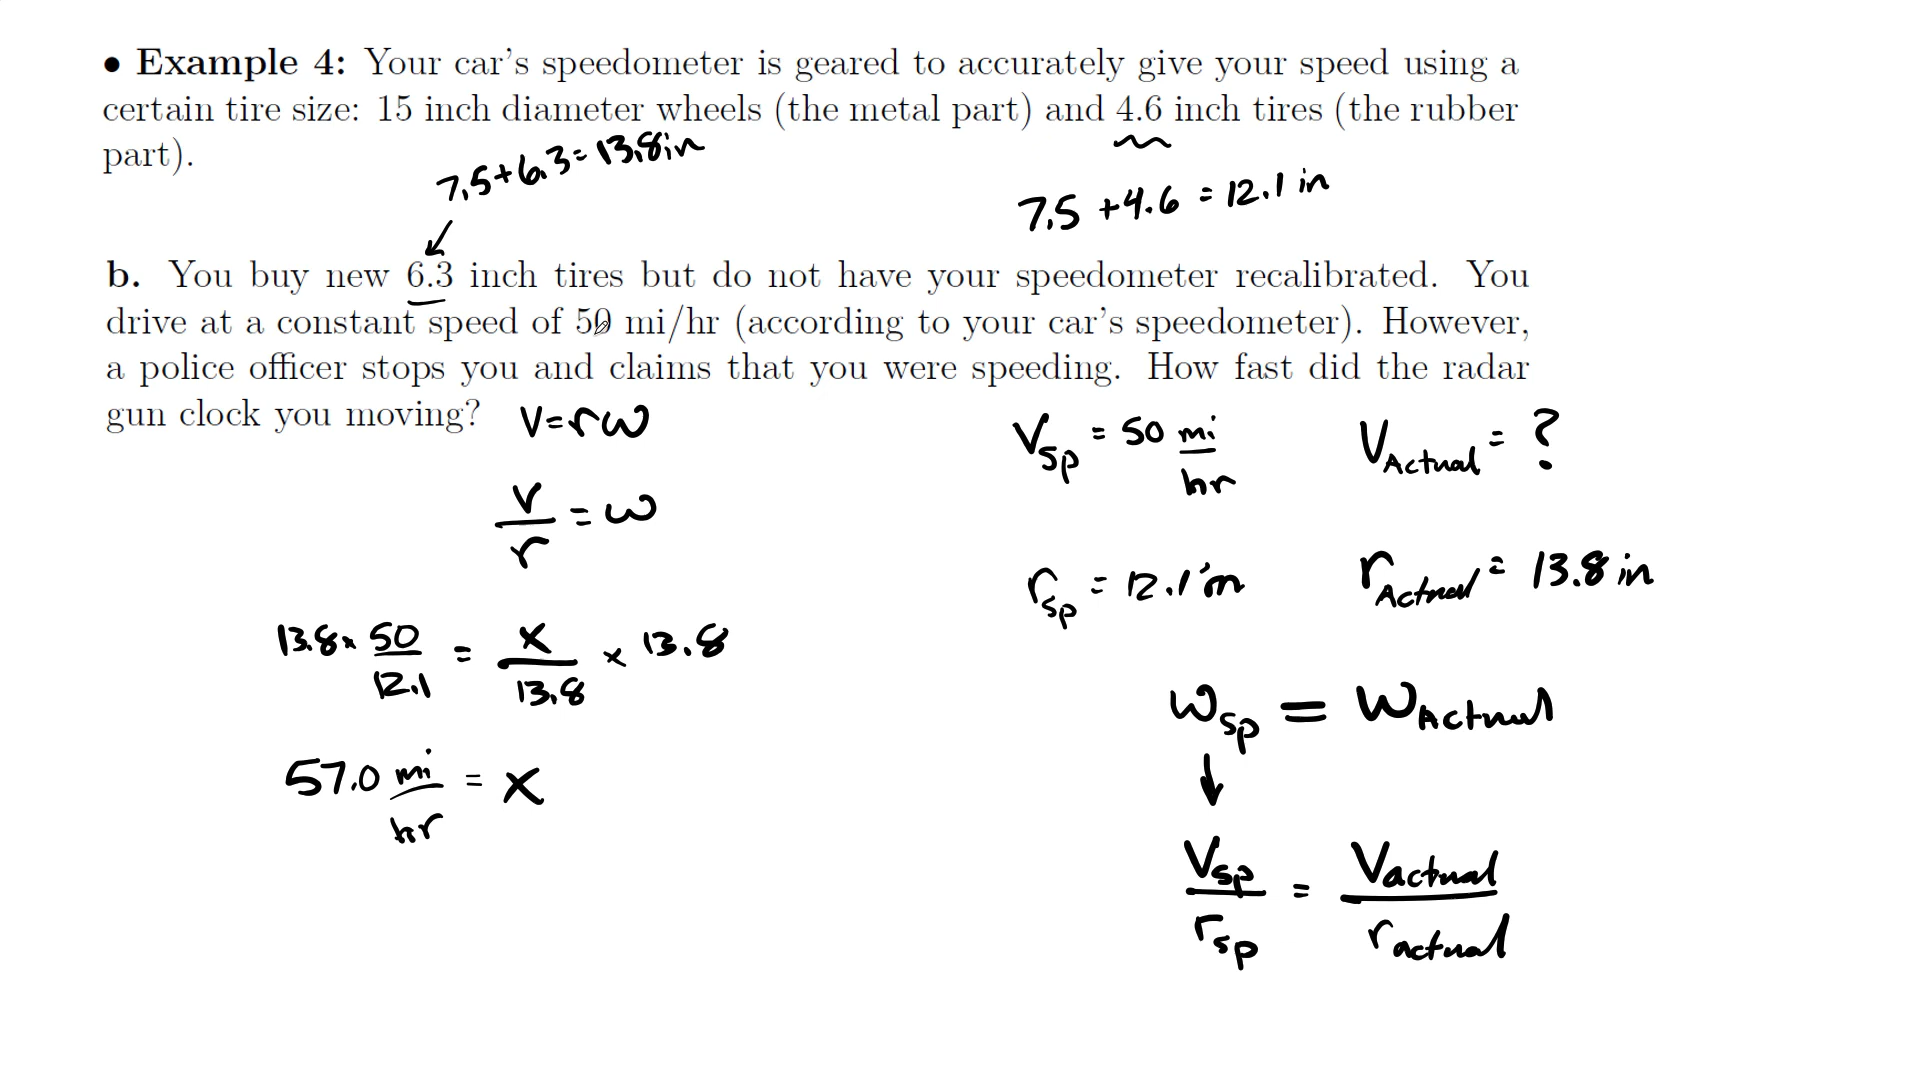 • Example 4: Your car's speedometer is geared to accurately give your speed using a
certain tire size: 15 inch diameter wheels (the metal part) and 4.6 inch tires (the rubber
part).
7.5+6.3=13.8in
7.5 +4.6 = 12.1 in
b. You buy new 6.3 inch tires but do not have your speedometer recalibrated. You
drive at a constant speed of 50 mi/hr (according to your car's speedometer). However,
a police officer stops you and claims that you were speeding. How fast did the radar
gun clock you moving?
V=rω
V/r = ω
13.8 × 50/12.1 = x/13.8 × 13.8
57.0 mi/hr = x
Vsp = 50 mi/hr
VActual = ?
rsp = 12.1 in
rActual = 13.8 in
ωsp = ωActual
Vsp/rsp = Vactual/ractual